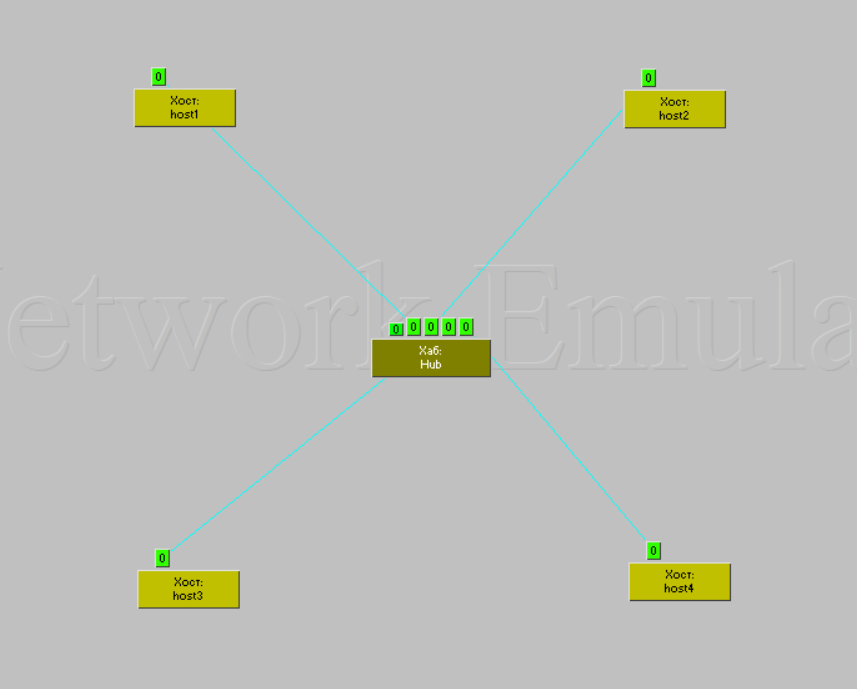 0
0
Хост:
host1
Хост:
host2
etwork Emula
0 0 0 0 0
Хаб:
Hub
0
0
Хост:
host3
Хост:
host4